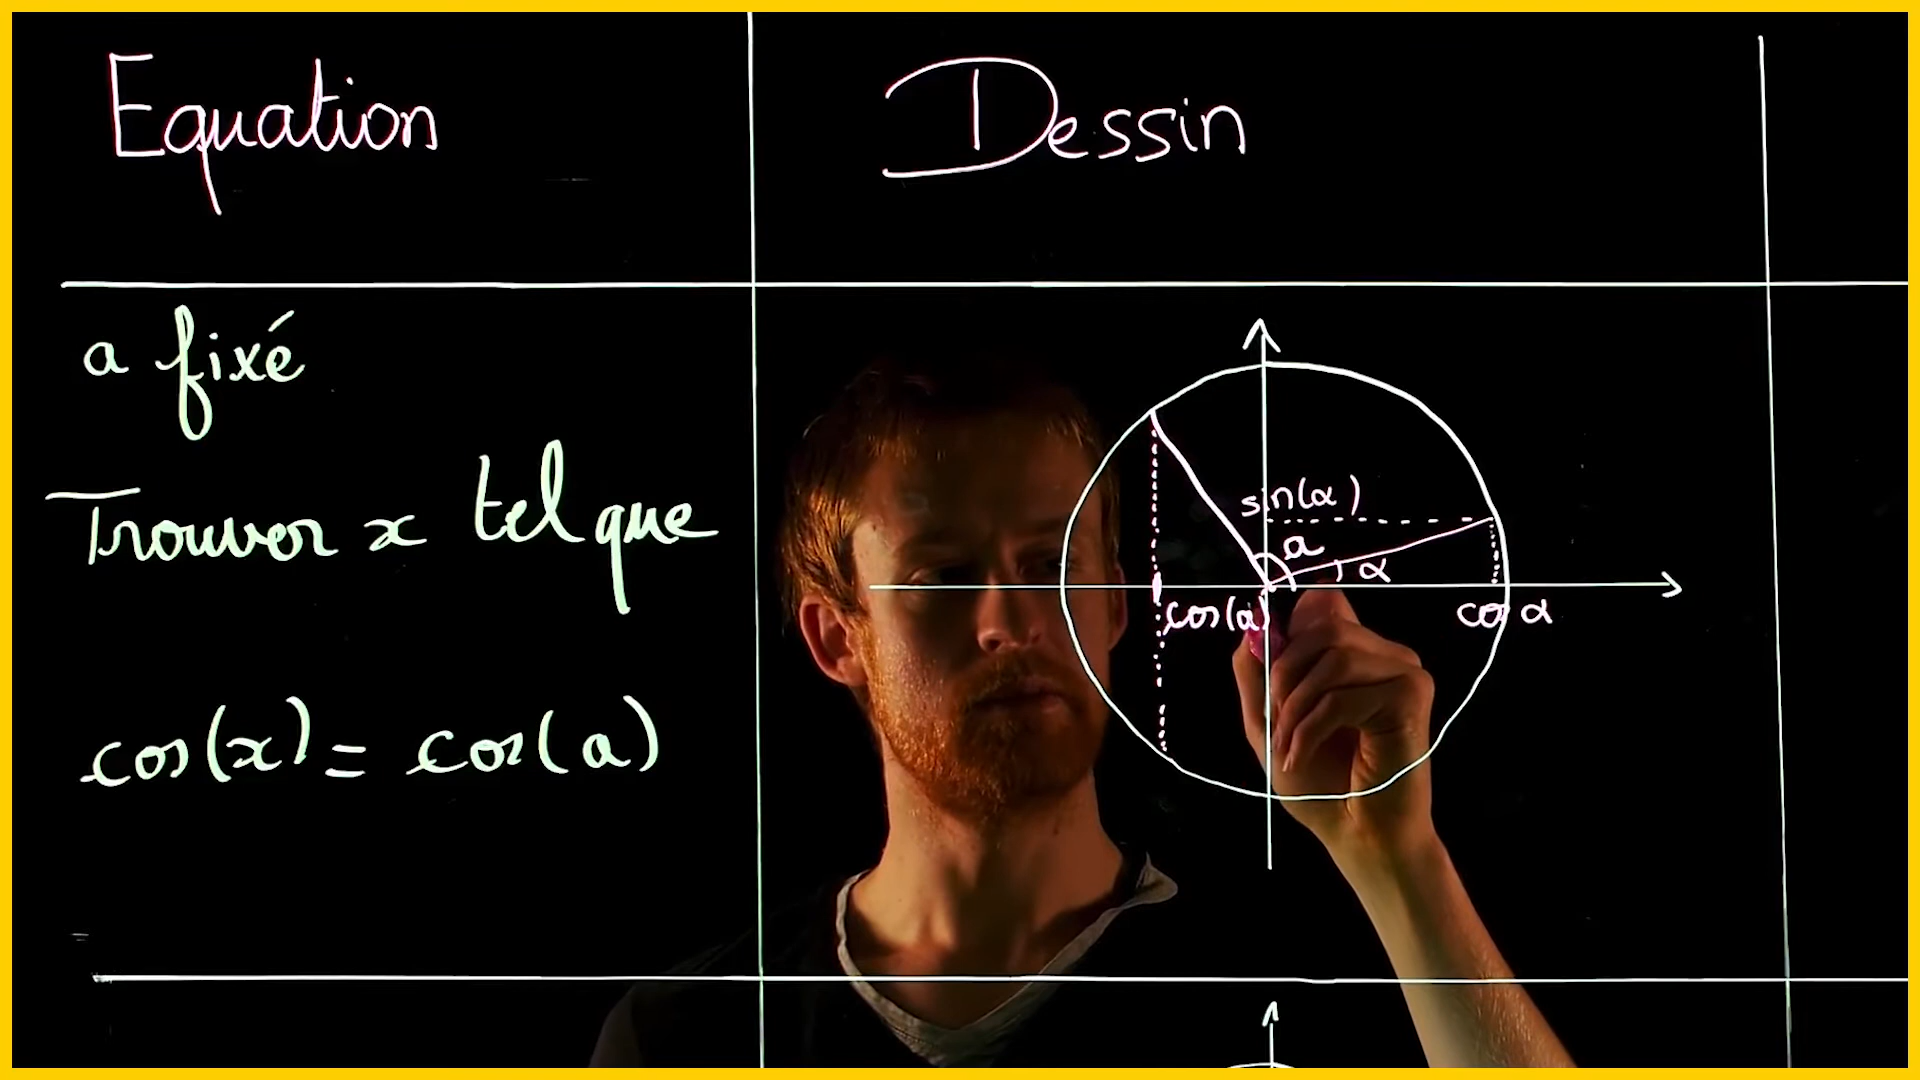 Equation
Dessin
a fixé
Trouver x tel que
cos(x) = cos(a)
sin(α)
a
α
cos(a)
cos α